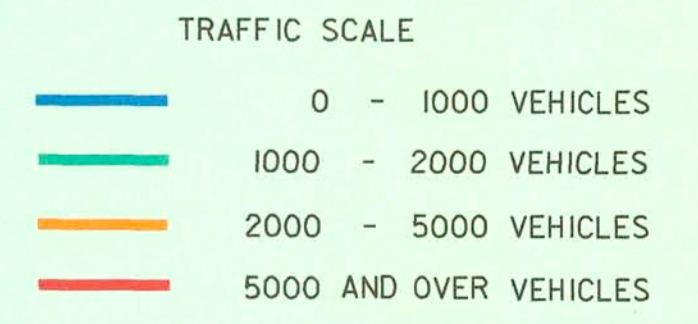 TRAFFIC SCALE
0 - 1000 VEHICLES
1000 - 2000 VEHICLES
2000 - 5000 VEHICLES
5000 AND OVER VEHICLES